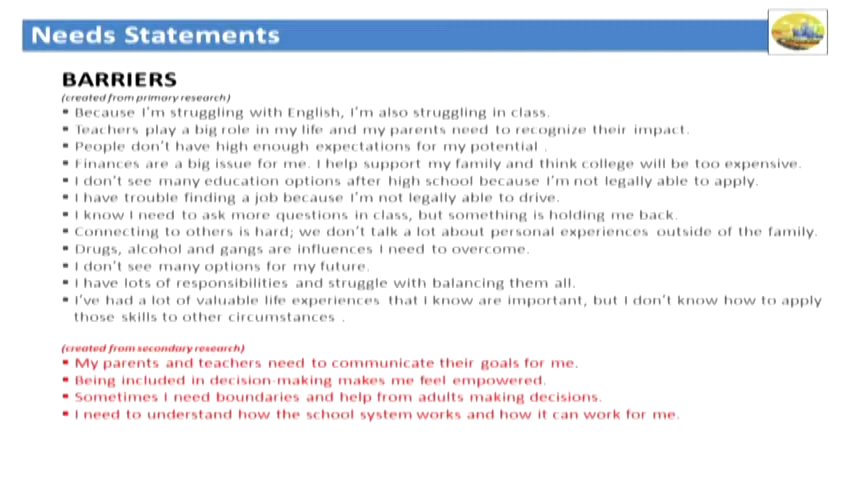 Needs Statements
BARRIERS
(created from primary research)
▪ Because I'm struggling with English, I'm also struggling in class.
▪ Teachers play a big role in my life and my parents need to recognize their impact.
▪ People don't have high enough expectations for my potential .
▪ Finances are a big issue for me. I help support my family and think college will be too expensive.
▪ I don't see many education options after high school because I'm not legally able to apply.
▪ I have trouble finding a job because I'm not legally able to drive.
▪ I know I need to ask more questions in class, but something is holding me back.
▪ Connecting to others is hard; we don't talk a lot about personal experiences outside of the family.
▪ Drugs, alcohol and gangs are influences I need to overcome.
▪ I don't see many options for my future.
▪ I have lots of responsibilities and struggle with balancing them all.
▪ I've had a lot of valuable life experiences that I know are important, but I don't know how to apply
those skills to other circumstances .
(created from secondary research)
▪ My parents and teachers need to communicate their goals for me.
▪ Being included in decision-making makes me feel empowered.
▪ Sometimes I need boundaries and help from adults making decisions.
▪ I need to understand how the school system works and how it can work for me.